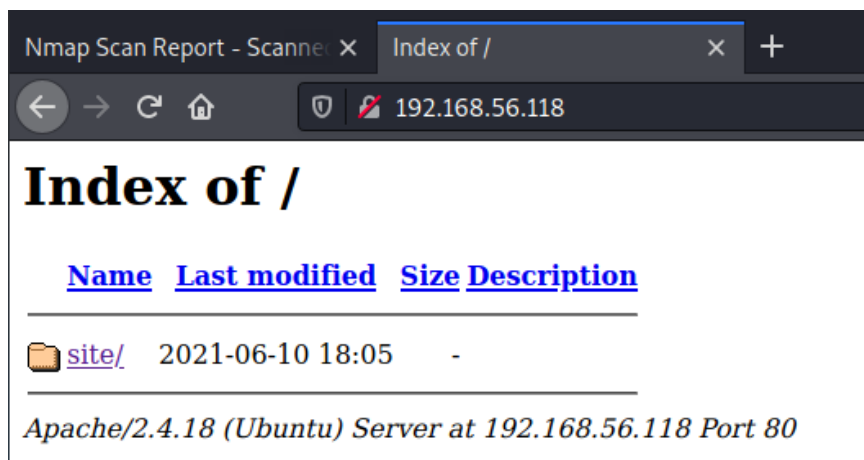 Nmap Scan Report - Scanne
Index of /
192.168.56.118
Index of /
Name Last modified Size Description
site/ 2021-06-10 18:05 -
Apache/2.4.18 (Ubuntu) Server at 192.168.56.118 Port 80